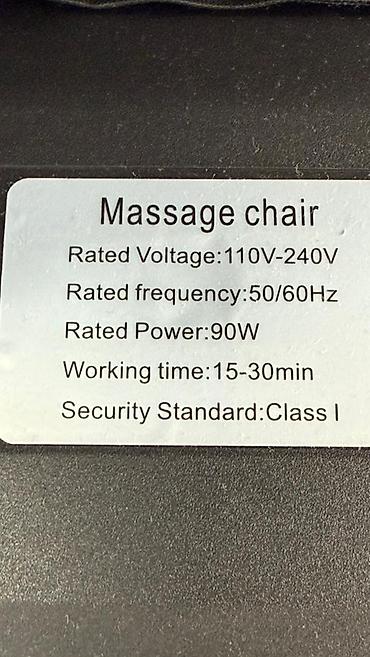 Massage chair
Rated Voltage:110V-240V
Rated frequency:50/60Hz
Rated Power:90W
Working time:15-30min
Security Standard:Class I